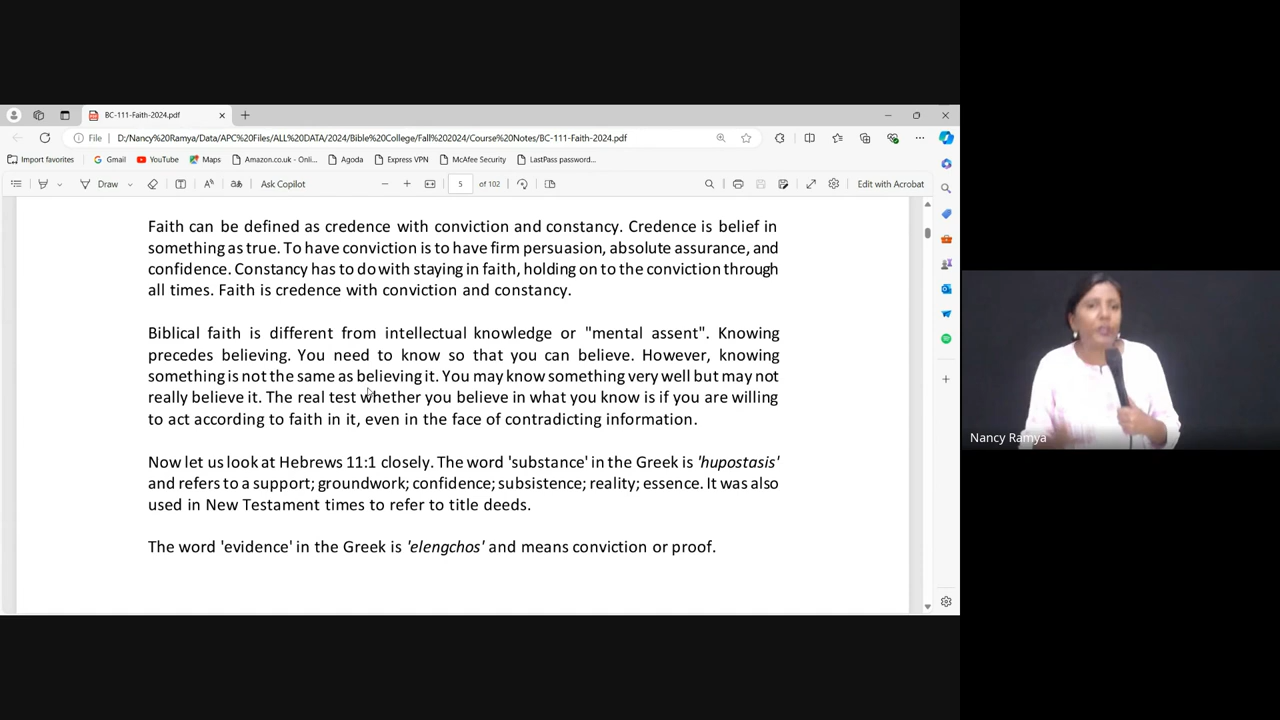 BC-111-Faith-2024.pdf
File
D:/Nancy%20Ramya/Data/APC%20Files/ALL%20DATA/2024/Bible%20College/Fall%202024/Course%20Notes/BC-111-Faith-2024.pdf
Import favorites Gmail YouTube Maps Amazon.co.uk - Onli... Agoda Express VPN McAfee Security LastPass password...
Draw Ask Copilot 5 of 102 Edit with Acrobat
Faith can be defined as credence with conviction and constancy. Credence is belief in
something as true. To have conviction is to have firm persuasion, absolute assurance, and
confidence. Constancy has to do with staying in faith, holding on to the conviction through
all times. Faith is credence with conviction and constancy.
Biblical faith is different from intellectual knowledge or "mental assent". Knowing
precedes believing. You need to know so that you can believe. However, knowing
something is not the same as believing it. You may know something very well but may not
really believe it. The real test whether you believe in what you know is if you are willing
to act according to faith in it, even in the face of contradicting information.
Now let us look at Hebrews 11:1 closely. The word 'substance' in the Greek is 'hupostasis'
and refers to a support; groundwork; confidence; subsistence; reality; essence. It was also
used in New Testament times to refer to title deeds.
The word 'evidence' in the Greek is 'elengchos' and means conviction or proof.
Nancy Ramya